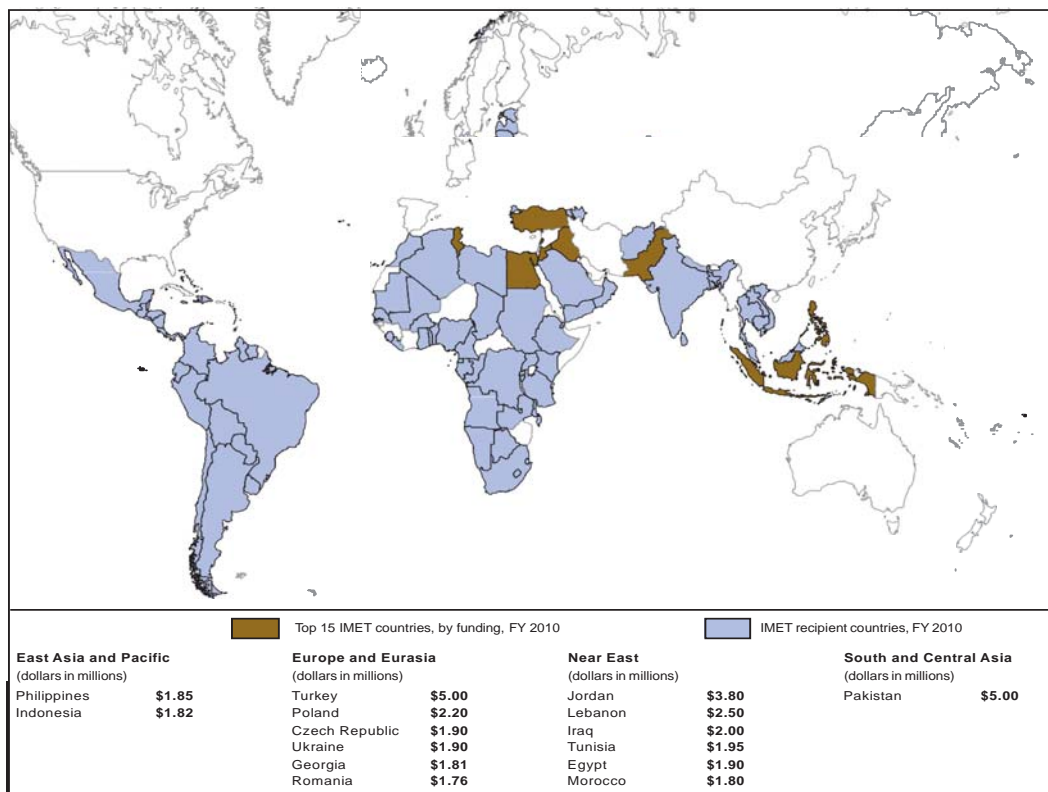 Top 15 IMET countries, by funding, FY 2010
IMET recipient countries, FY 2010
East Asia and Pacific
(dollars in millions)
Philippines $1.85
Indonesia $1.82
Europe and Eurasia
(dollars in millions)
Turkey $5.00
Poland $2.20
Czech Republic $1.90
Ukraine $1.90
Georgia $1.81
Romania $1.76
Near East
(dollars in millions)
Jordan $3.80
Lebanon $2.50
Iraq $2.00
Tunisia $1.95
Egypt $1.90
Morocco $1.80
South and Central Asia
(dollars in millions)
Pakistan $5.00